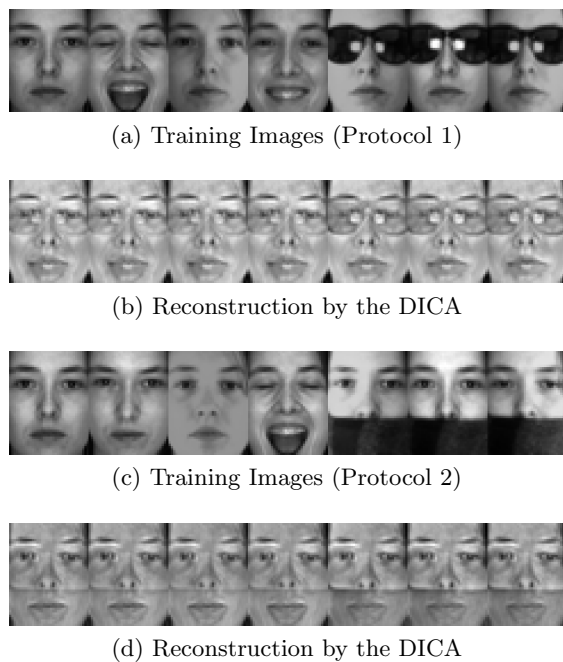 (a) Training Images (Protocol 1)
(b) Reconstruction by the DICA
(c) Training Images (Protocol 2)
(d) Reconstruction by the DICA